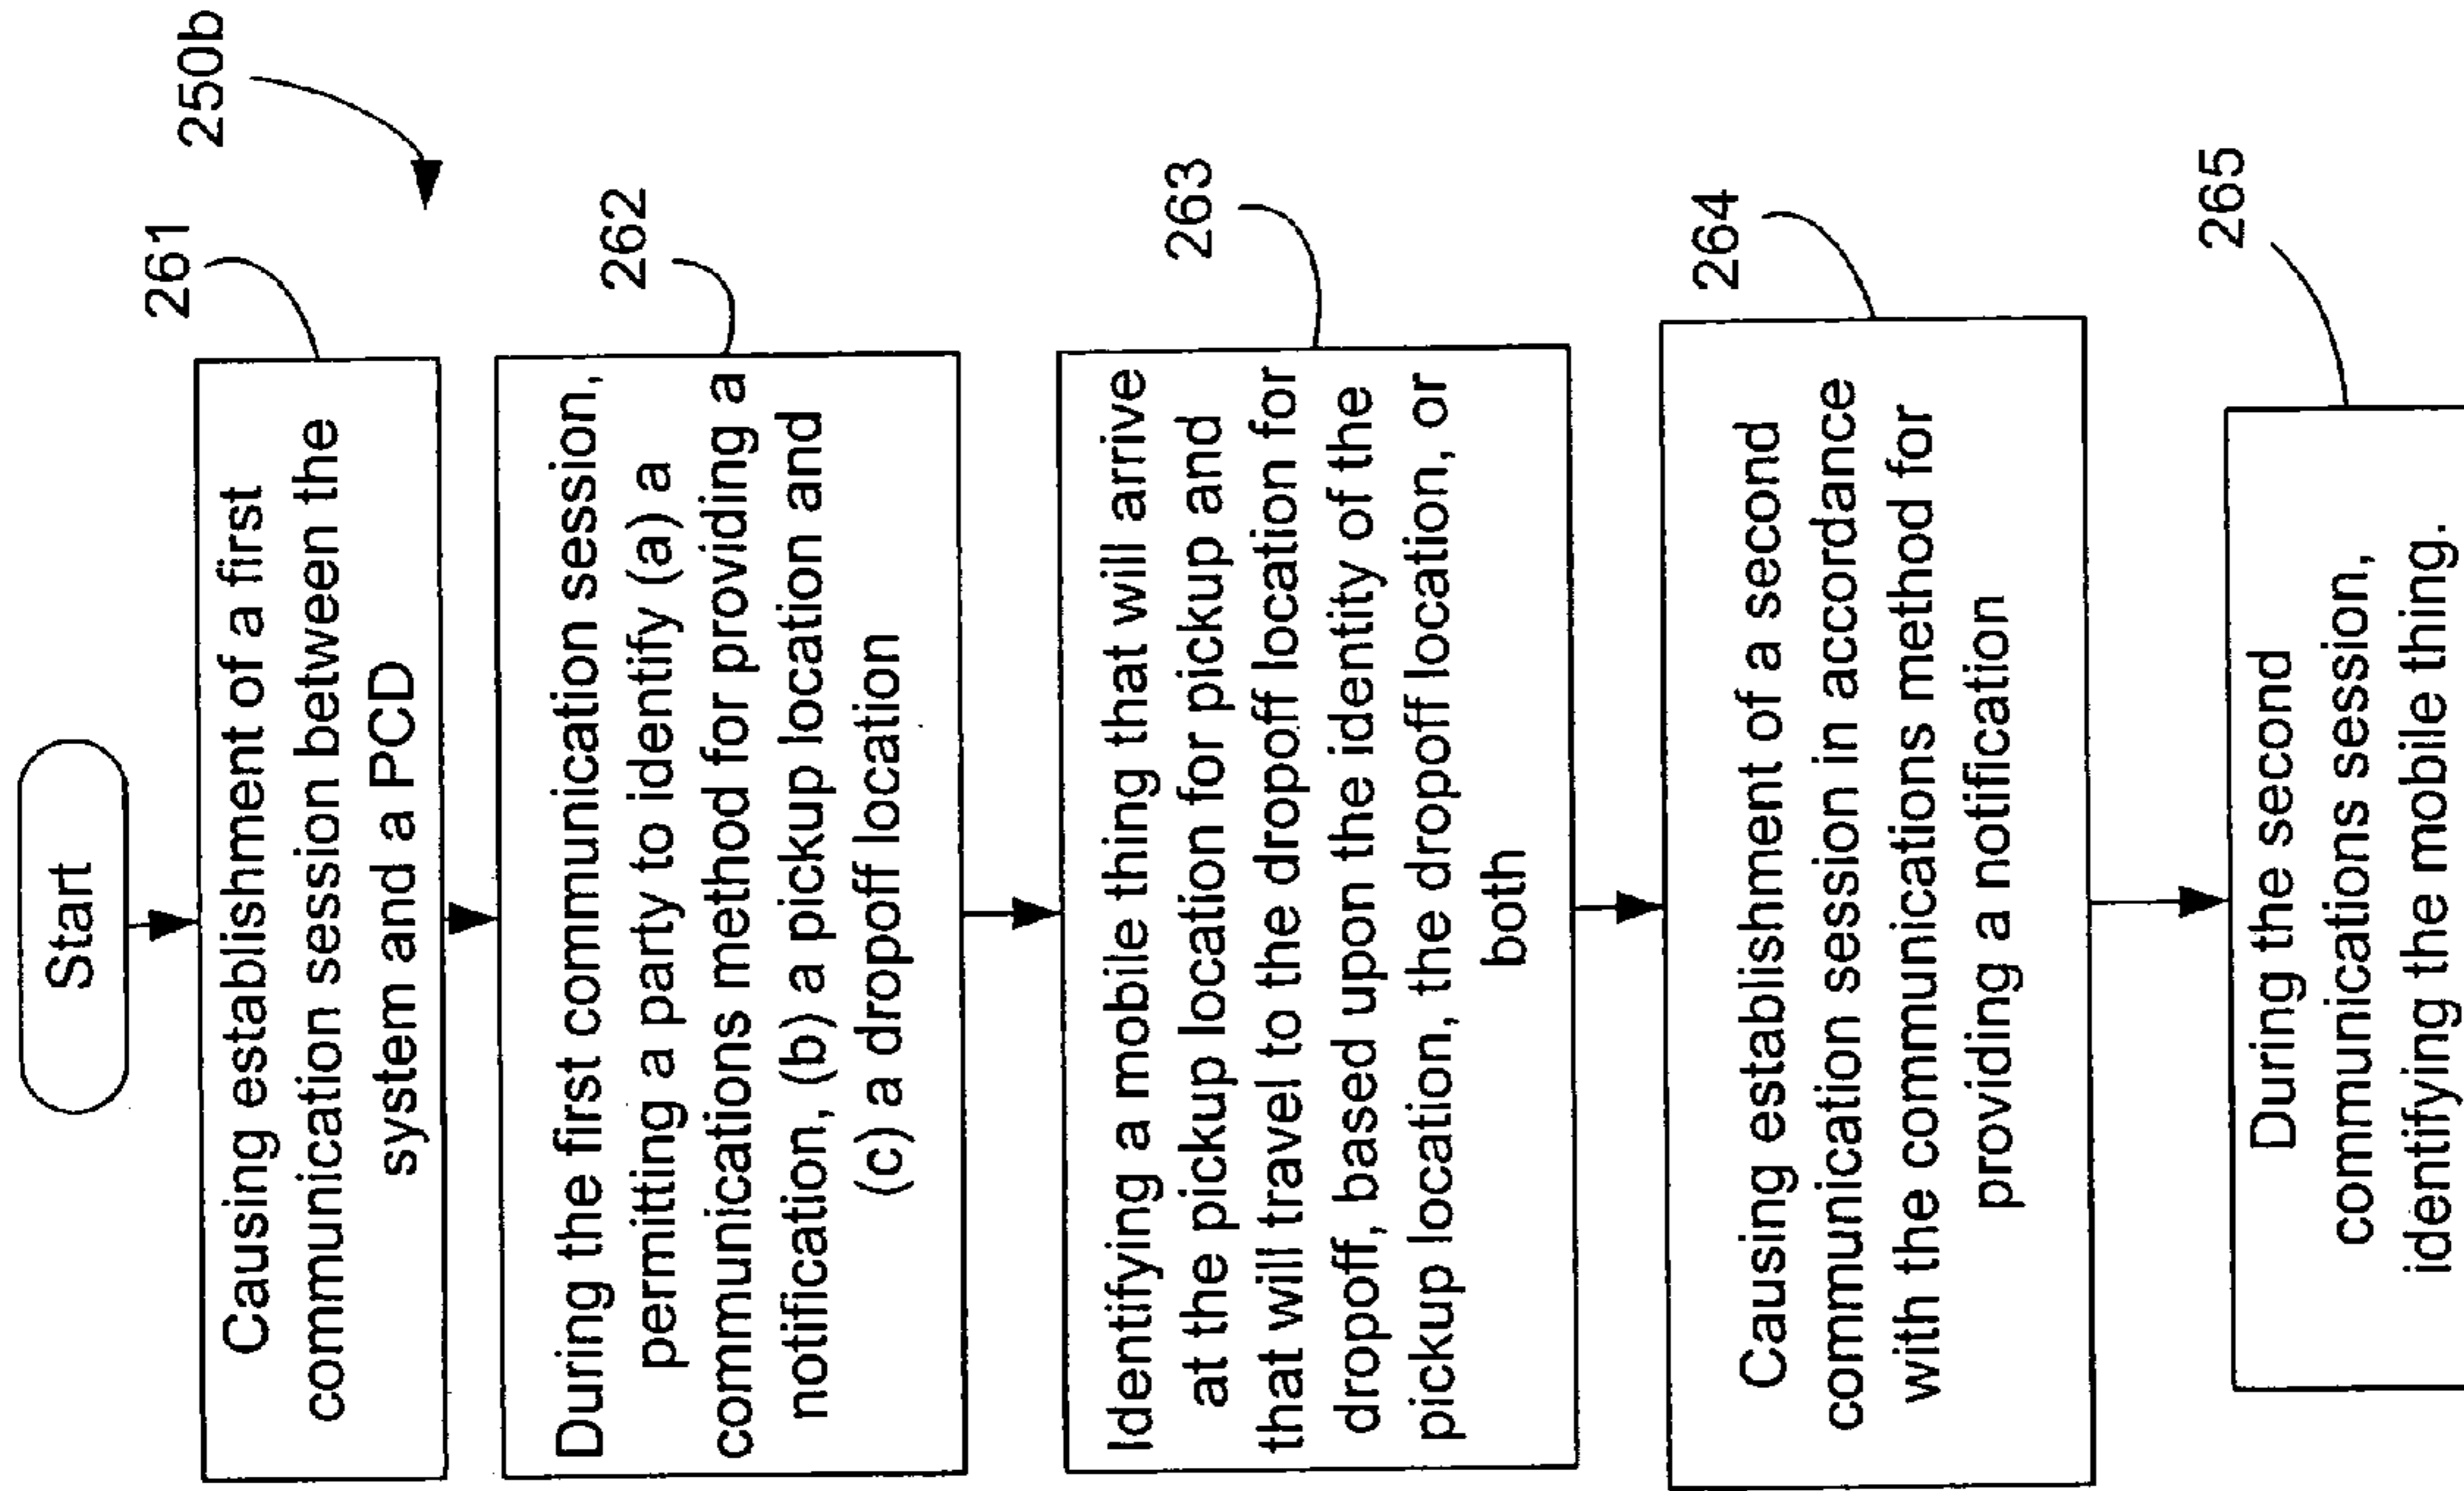 Start
250b
261
Causing establishment of a first
communication session between the
system and a PCD
262
During the first communication session,
permitting a party to identify (a) a
communications method for providing a
notification, (b) a pickup location and
(c) a dropoff location
263
Identifying a mobile thing that will arrive
at the pickup location for pickup and
that will travel to the dropoff location for
dropoff, based upon the identity of the
pickup location, the dropoff location, or
both
264
Causing establishment of a second
communication session in accordance
with the communications method for
providing a notification
265
During the second
communications session,
identifying the mobile thing.